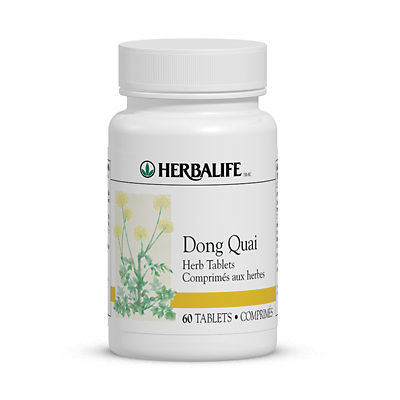 HERBALIFE
Dong Quai
Herb Tablets
Comprimés aux herbes
60 TABLETS • COMPRIMÉS